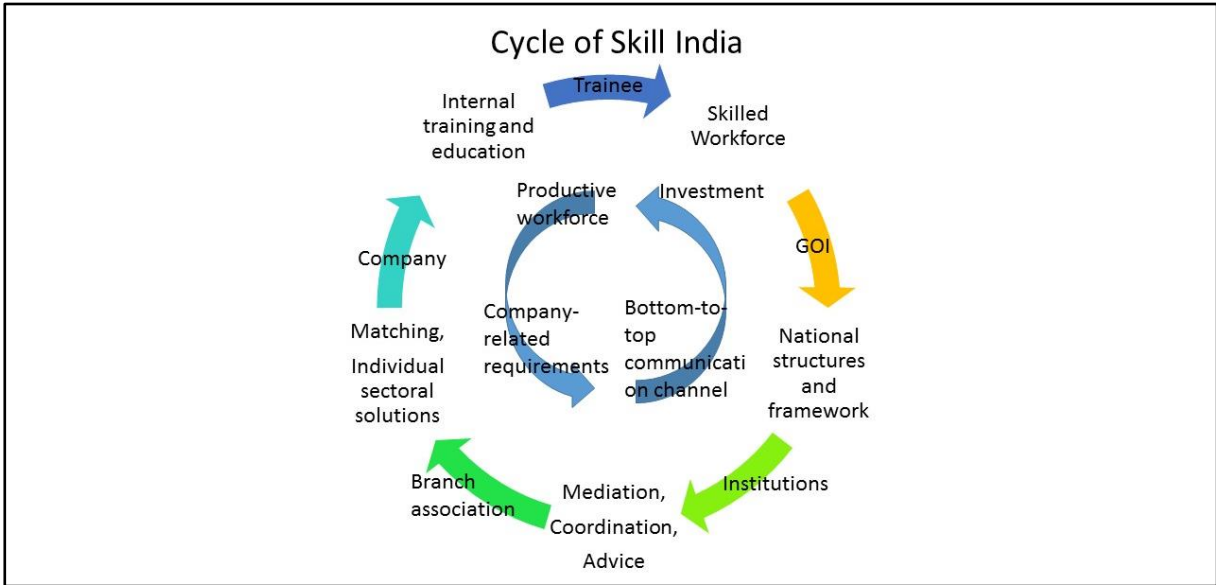 Cycle of Skill India
Trainee
Internal
training and
education
Skilled
Workforce
Productive
workforce
Investment
GOI
Company
Company-
related
requirements
Bottom-to-
top
communicati
on channel
Matching,
Individual
sectoral
solutions
National
structures
and
framework
Branch
association
Mediation,
Coordination,
Advice
Institutions